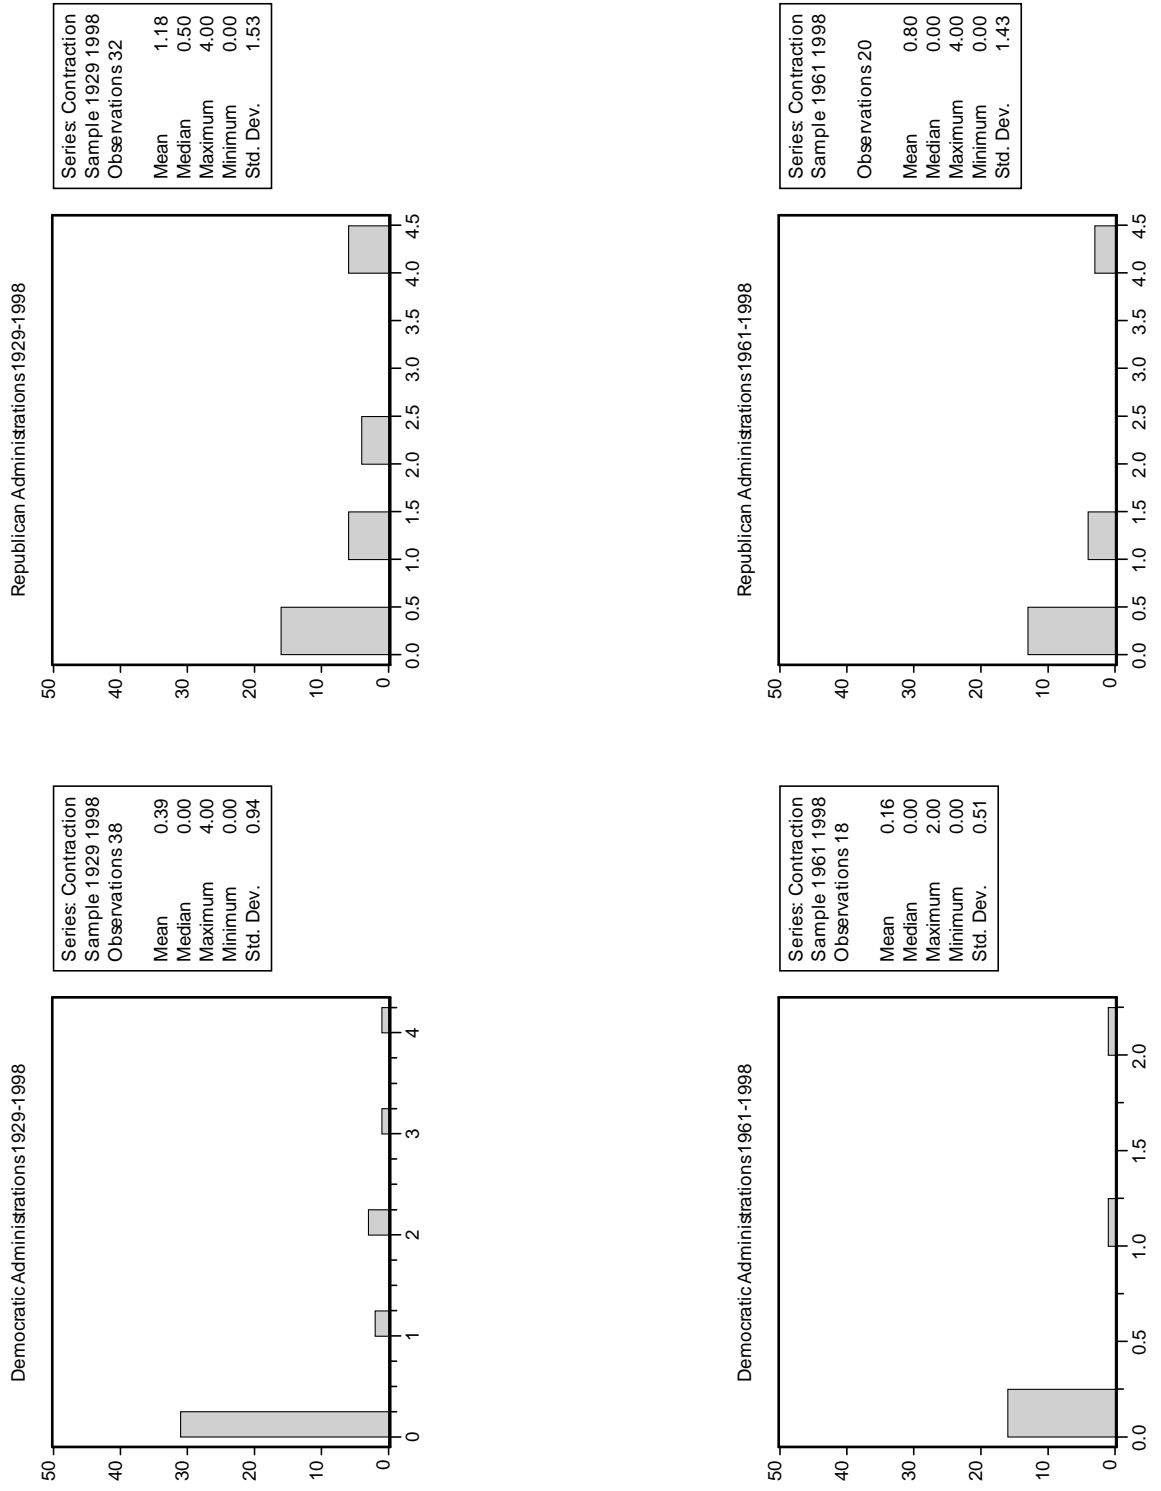 Democratic Administrations 1929-1998
50
40
30
20
10
0
0
1
2
3
4
Series: Contraction
Sample 1929 1998
Observations 38
Mean 0.39
Median 0.00
Maximum 4.00
Minimum 0.00
Std. Dev. 0.94
Republican Administrations 1929-1998
50
40
30
20
10
0
0.0
0.5
1.0
1.5
2.0
2.5
3.0
3.5
4.0
4.5
Series: Contraction
Sample 1929 1998
Observations 32
Mean 1.18
Median 0.50
Maximum 4.00
Minimum 0.00
Std. Dev. 1.53
Democratic Administrations 1961-1998
50
40
30
20
10
0
0.0
0.5
1.0
1.5
2.0
Series: Contraction
Sample 1961 1998
Observations 18
Mean 0.16
Median 0.00
Maximum 2.00
Minimum 0.00
Std. Dev. 0.51
Republican Administrations 1961-1998
50
40
30
20
10
0
0.0
0.5
1.0
1.5
2.0
2.5
3.0
3.5
4.0
4.5
Series: Contraction
Sample 1961 1998
Observations 20
Mean 0.80
Median 0.00
Maximum 4.00
Minimum 0.00
Std. Dev. 1.43